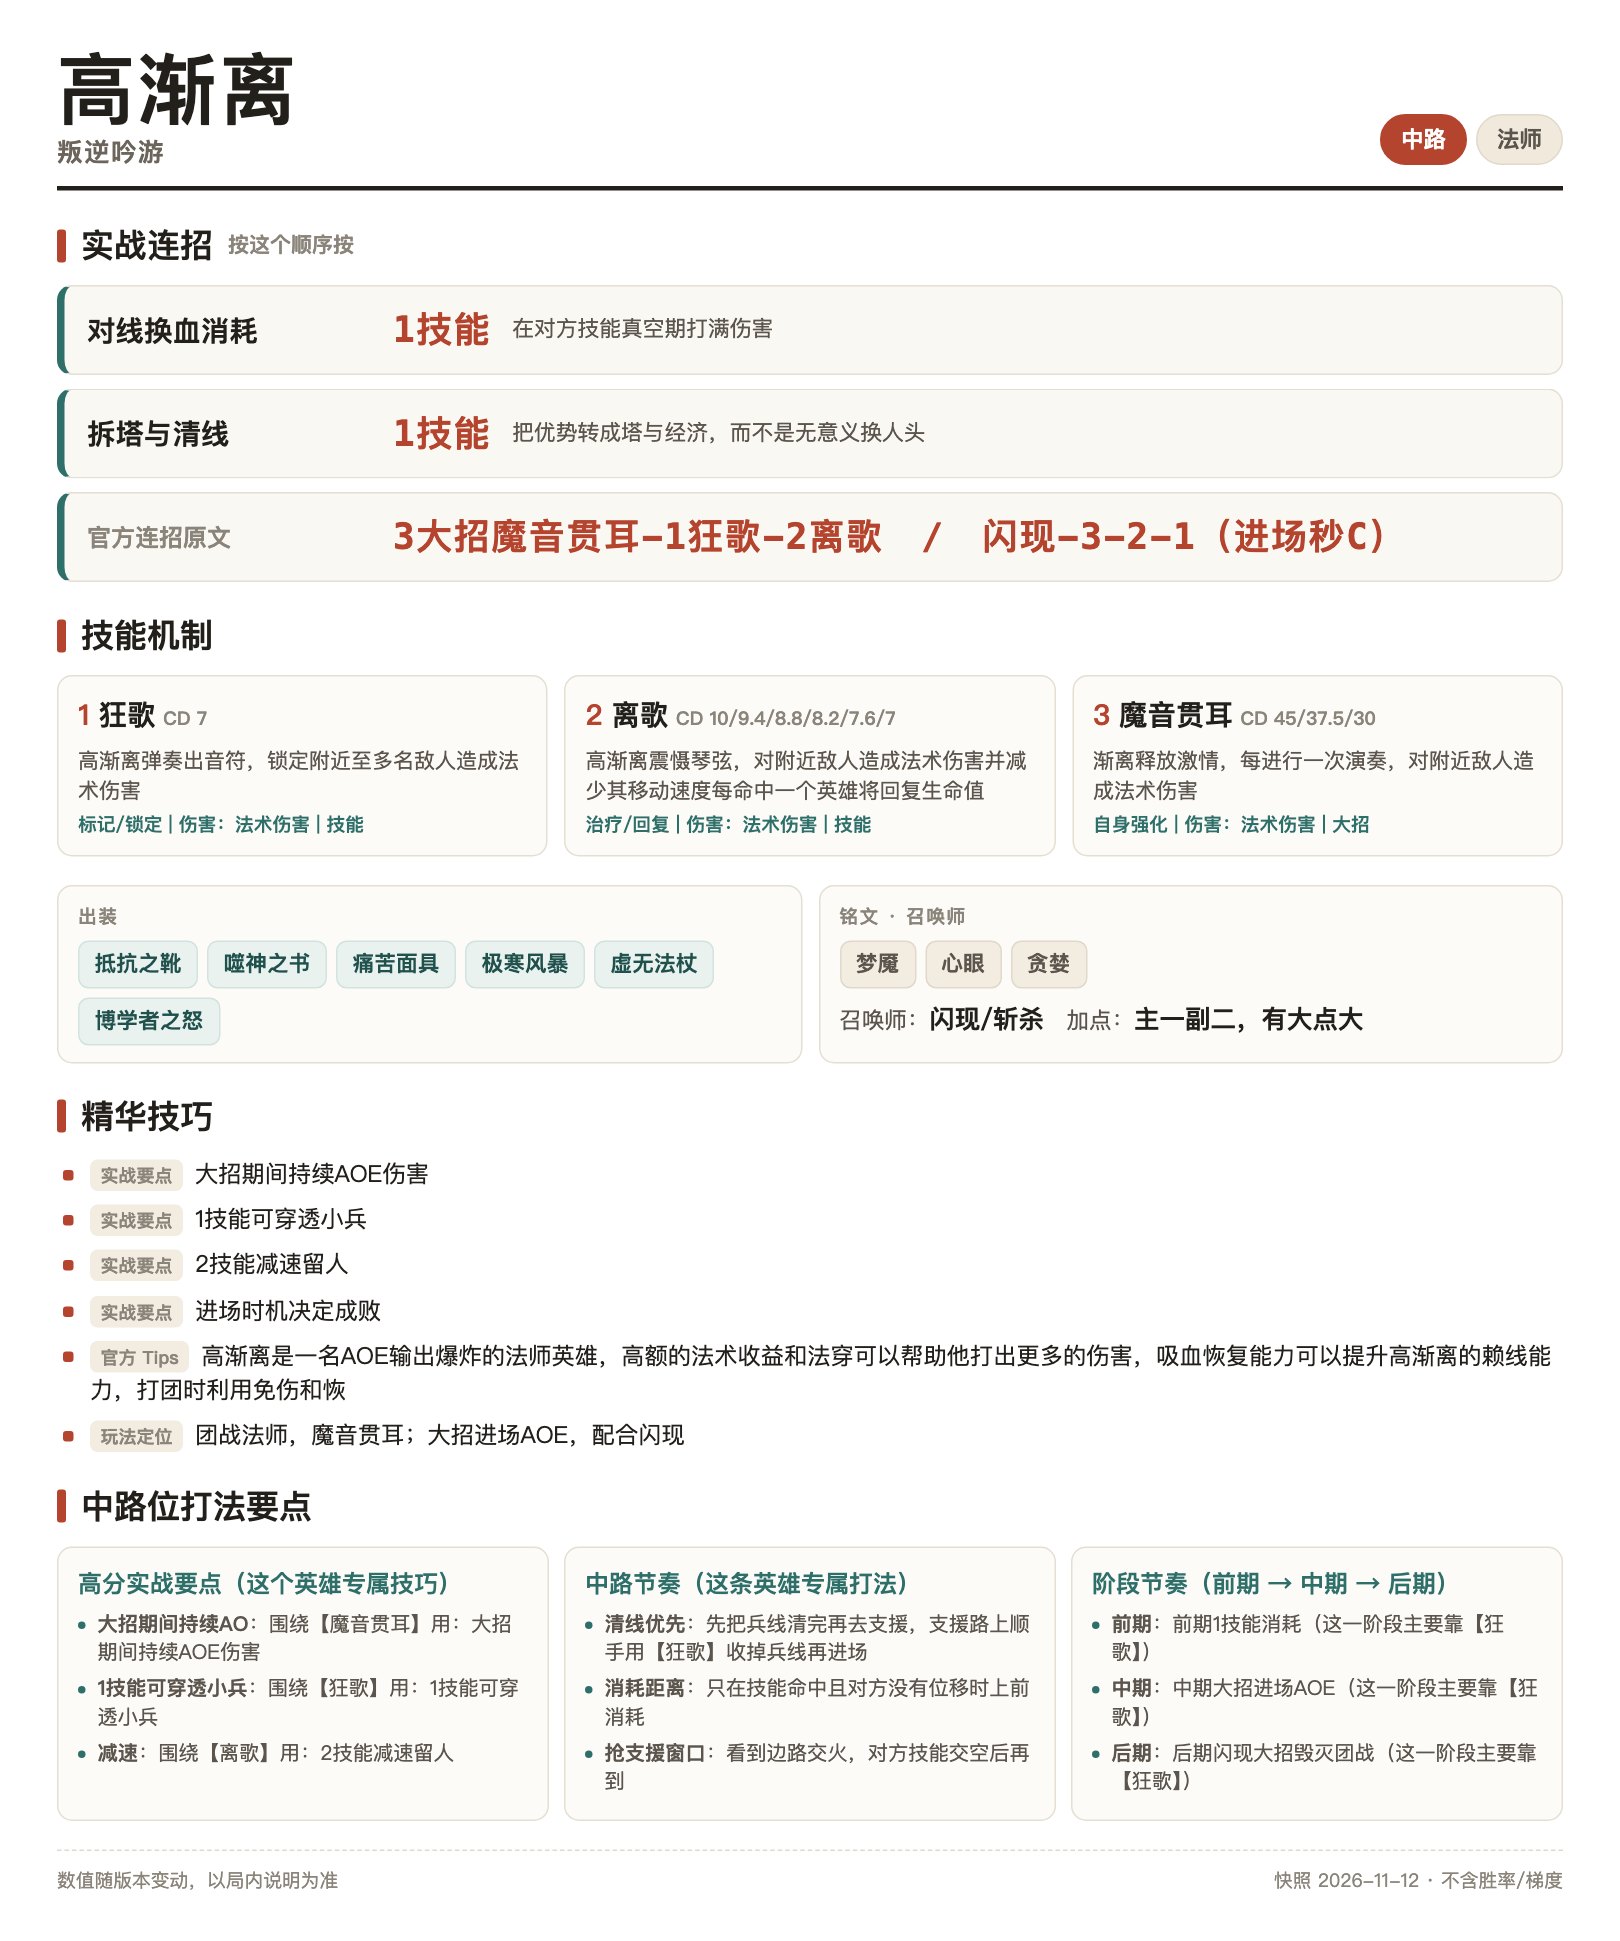 高渐离
叛逆吟游
中路 法师
实战连招 按这个顺序按
对线换血消耗 1技能 在对方技能真空期打满伤害
拆塔与清线 1技能 把优势转成塔与经济，而不是无意义换人头
官方连招原文 3大招魔音贯耳-1狂歌-2离歌 / 闪现-3-2-1（进场秒C）
技能机制
1 狂歌 CD 7
高渐离弹奏出音符，锁定附近至多名敌人造成法
术伤害
标记/锁定 | 伤害：法术伤害 | 技能
2 离歌 CD 10/9.4/8.8/8.2/7.6/7
高渐离震慑琴弦，对附近敌人造成法术伤害并减
少其移动速度每命中一个英雄将回复生命值
治疗/回复 | 伤害：法术伤害 | 技能
3 魔音贯耳 CD 45/37.5/30
渐离释放激情，每进行一次演奏，对附近敌人造
成法术伤害
自身强化 | 伤害：法术伤害 | 大招
出装
抵抗之靴 噬神之书 痛苦面具 极寒风暴 虚无法杖
博学者之怒
铭文 · 召唤师
梦魇 心眼 贪婪
召唤师：闪现/斩杀 加点：主一副二，有大点大
精华技巧
实战要点 大招期间持续AOE伤害
实战要点 1技能可穿透小兵
实战要点 2技能减速留人
实战要点 进场时机决定成败
官方 Tips 高渐离是一名AOE输出爆炸的法师英雄，高额的法术收益和法穿可以帮助他打出更多的伤害，吸血恢复能力可以提升高渐离的赖线能
力，打团时利用免伤和恢
玩法定位 团战法师，魔音贯耳；大招进场AOE，配合闪现
中路位打法要点
高分实战要点（这个英雄专属技巧）
大招期间持续AO：围绕【魔音贯耳】用：大招
期间持续AOE伤害
1技能可穿透小兵：围绕【狂歌】用：1技能可穿
透小兵
减速：围绕【离歌】用：2技能减速留人
中路节奏（这条英雄专属打法）
清线优先：先把兵线清完再去支援，支援路上顺
手用【狂歌】收掉兵线再进场
消耗距离：只在技能命中且对方没有位移时上前
消耗
抢支援窗口：看到边路交火，对方技能交空后再
到
阶段节奏（前期 → 中期 → 后期）
前期：前期1技能消耗（这一阶段主要靠【狂
歌】）
中期：中期大招进场AOE（这一阶段主要靠【狂
歌】）
后期：后期闪现大招毁灭团战（这一阶段主要靠
【狂歌】）
数值随版本变动，以局内说明为准
快照 2026-11-12 · 不含胜率/梯度